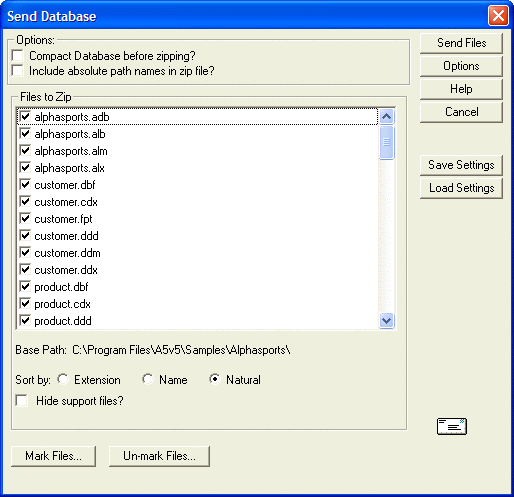 Send Database
Options:
Compact Database before zipping?
Include absolute path names in zip file?
Files to Zip
alphasports.adb
alphasports.alb
alphasports.alm
alphasports.alx
customer.dbf
customer.cdx
customer.fpt
customer.ddd
customer.ddm
customer.ddx
product.dbf
product.cdx
product.ddd
Base Path: C:\Program Files\A5v5\Samples\Alphasports\
Sort by: Extension Name Natural
Hide support files?
Mark Files... Un-mark Files...
Send Files
Options
Help
Cancel
Save Settings
Load Settings